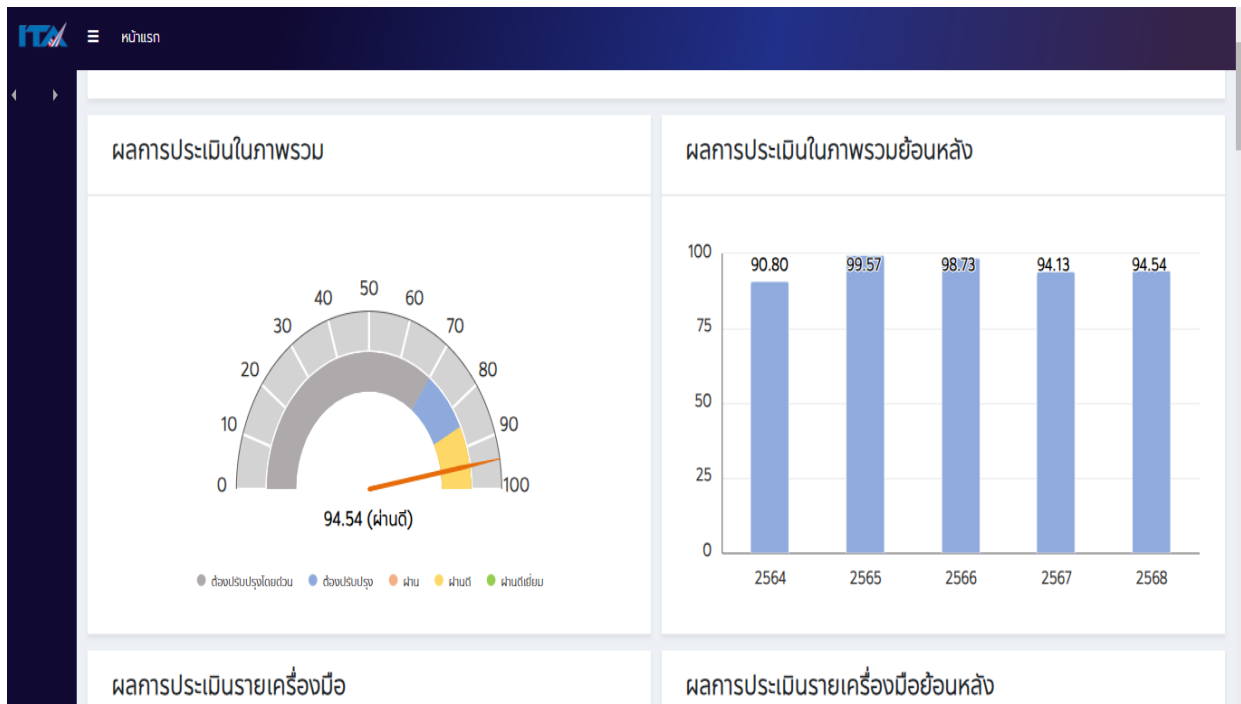 ITA
หน้าแรก
ผลการประเมินในภาพรวม
0
10
20
30
40
50
60
70
80
90
100
94.54 (ผ่านดี)
ต้องปรับปรุงโดยด่วน ต้องปรับปรุง ผ่าน ผ่านดี ผ่านดีเยี่ยม
ผลการประเมินในภาพรวมย้อนหลัง
100
75
50
25
0
90.80 99.57 98.73 94.13 94.54
2564 2565 2566 2567 2568
ผลการประเมินรายเครื่องมือ
ผลการประเมินรายเครื่องมือย้อนหลัง